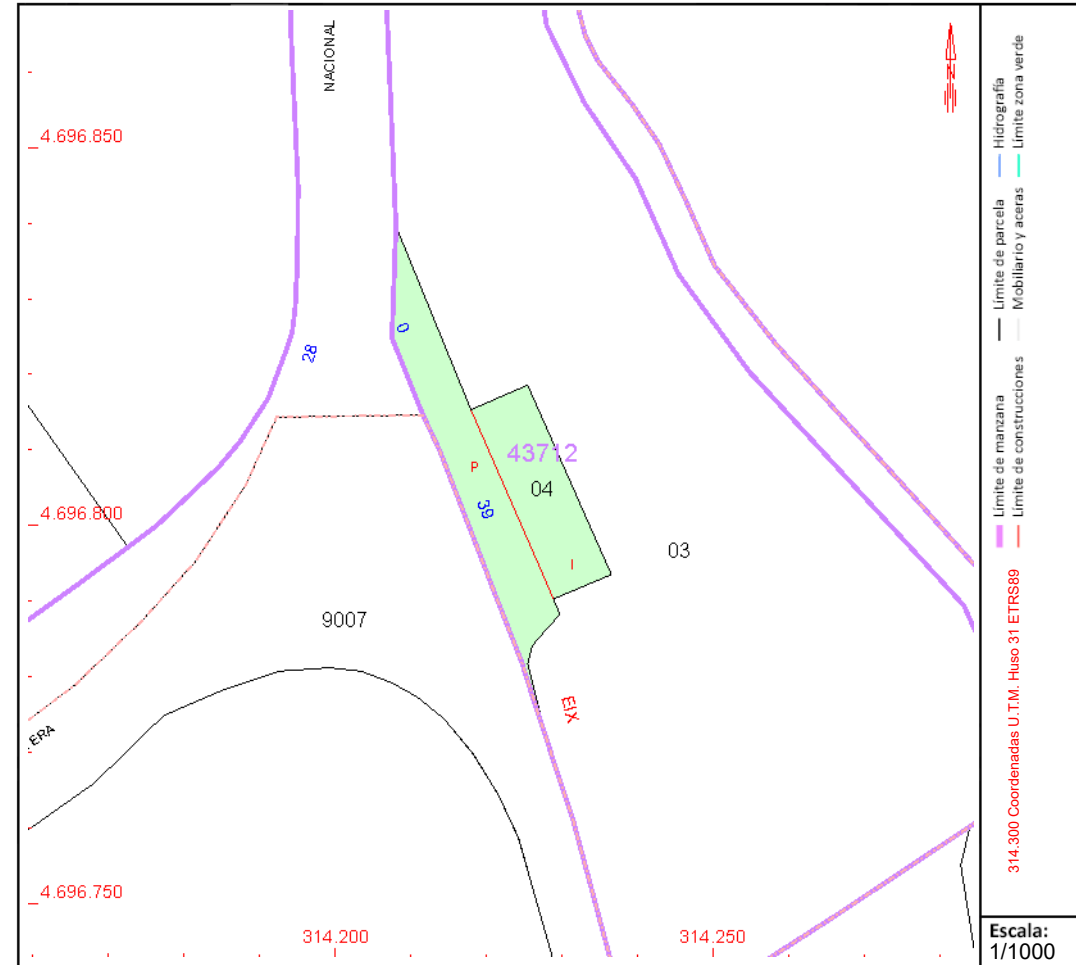 NACIONAL
4.696.850
0
28
43712
P
04
39
4.696.800
03
I
9007
EIX
ERA
4.696.750
314.200
314.250
N
Límite de manzana
Límite de parcela
Hidrografía
Límite de construcciones
Mobiliario y aceras
Límite zona verde
314.300 Coordenadas U.T.M. Huso 31 ETRS89
Escala:
1/1000